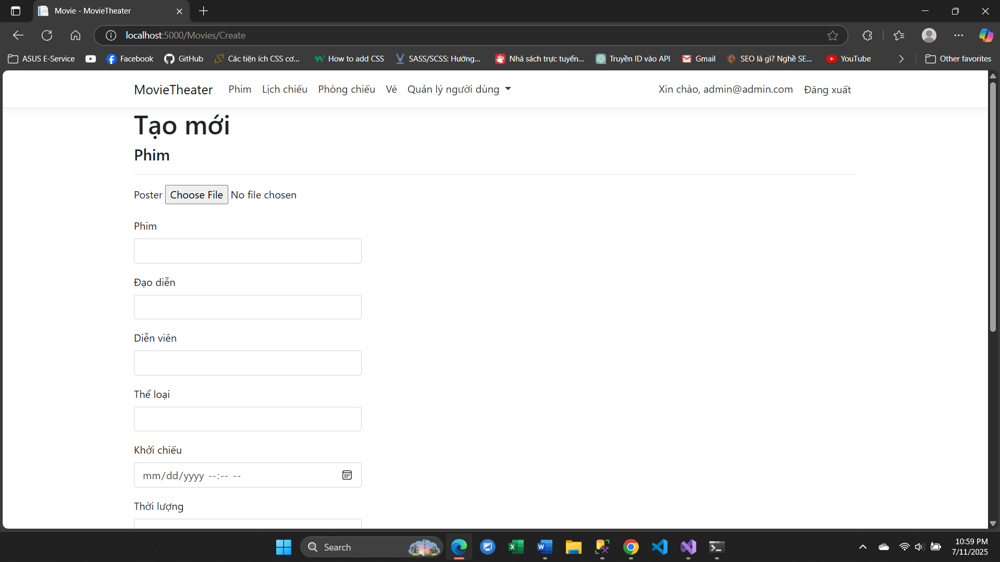 Movie - MovieTheater
localhost:5000/Movies/Create
ASUS E-Service Facebook GitHub Các tiện ích CSS cơ... How to add CSS SASS/SCSS: Hướng... Nhà sách trực tuyến... Truyền ID vào API Gmail SEO là gì? Nghề SE... YouTube Other favorites
MovieTheater Phim Lịch chiếu Phòng chiếu Vé Quản lý người dùng Xin chào, admin@admin.com Đăng xuất
Tạo mới
Phim
Poster Choose File No file chosen
Phim
Đạo diễn
Diễn viên
Thể loại
Khởi chiếu
mm/dd/yyyy --:-- --
Thời lượng
Search
10:59 PM
7/11/2025